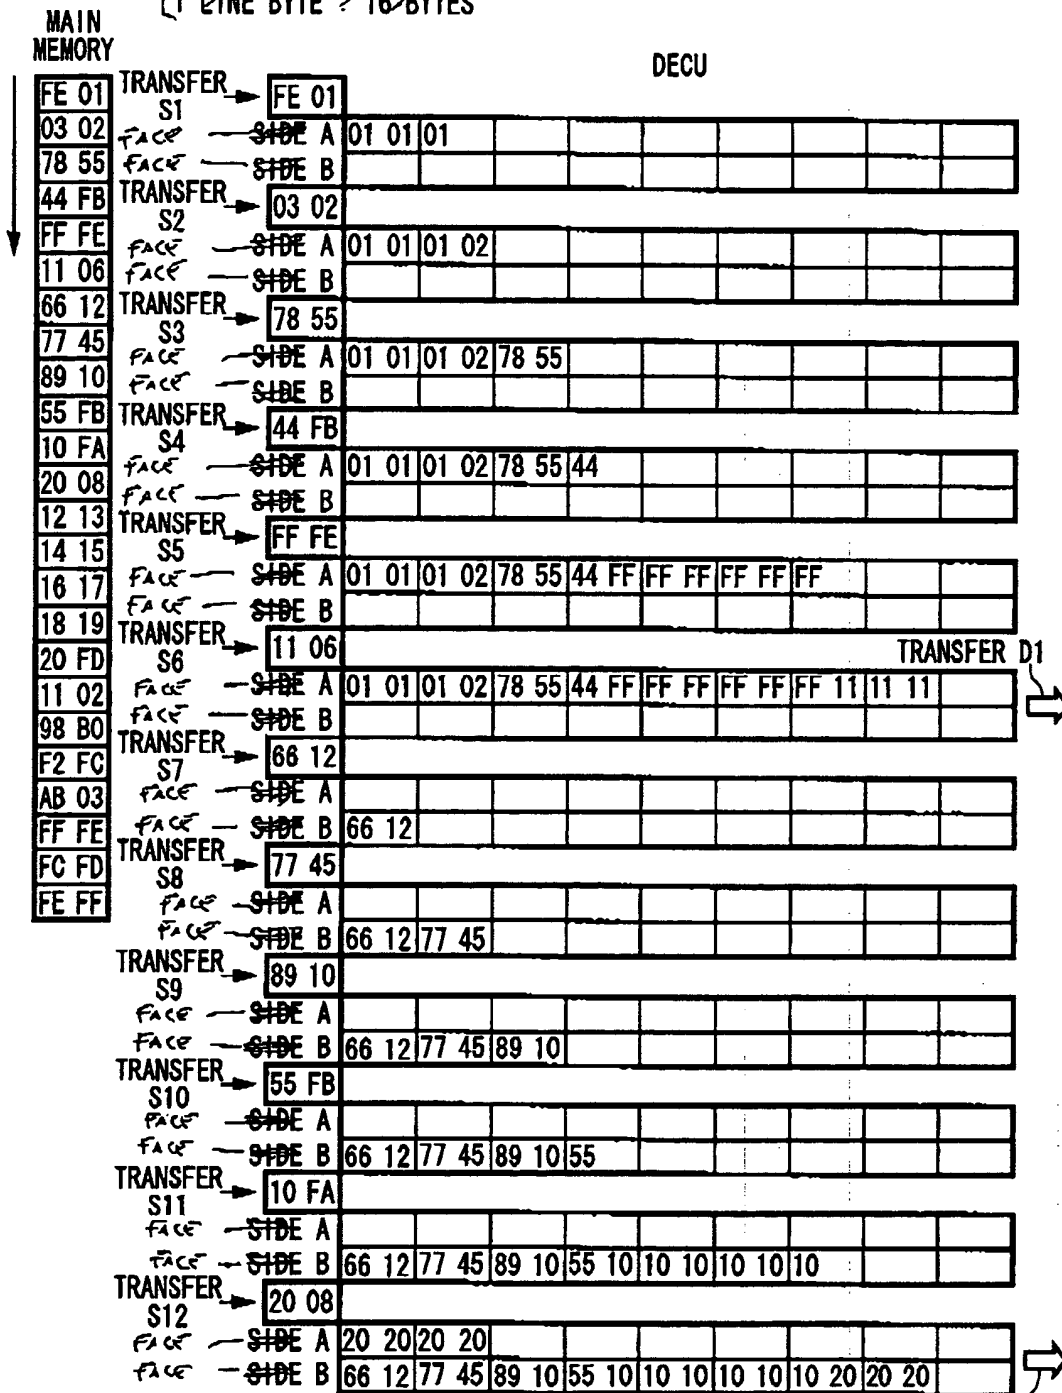 1 LINE BYTE > 16 BYTES
MAIN
MEMORY
DECU
FE 01
03 02
78 55
44 FB
FF FE
11 06
66 12
77 45
89 10
55 FB
10 FA
20 08
12 13
14 15
16 17
18 19
20 FD
11 02
98 B0
F2 FC
AB 03
FF FE
FC FD
FE FF
TRANSFER S1 FE 01
FACE SIDE A 01 01 01
FACE SIDE B
TRANSFER S2 03 02
FACE SIDE A 01 01 01 02
FACE SIDE B
TRANSFER S3 78 55
FACE SIDE A 01 01 01 02 78 55
FACE SIDE B
TRANSFER S4 44 FB
FACE SIDE A 01 01 01 02 78 55 44
FACE SIDE B
TRANSFER S5 FF FE
FACE SIDE A 01 01 01 02 78 55 44 FF FF FF FF FF FF
FACE SIDE B
TRANSFER S6 11 06
TRANSFER D1
FACE SIDE A 01 01 01 02 78 55 44 FF FF FF FF FF FF 11 11 11
FACE SIDE B
TRANSFER S7 66 12
FACE SIDE A
FACE SIDE B 66 12
TRANSFER S8 77 45
FACE SIDE A
FACE SIDE B 66 12 77 45
TRANSFER S9 89 10
FACE SIDE A
FACE SIDE B 66 12 77 45 89 10
TRANSFER S10 55 FB
FACE SIDE A
FACE SIDE B 66 12 77 45 89 10 55
TRANSFER S11 10 FA
FACE SIDE A
FACE SIDE B 66 12 77 45 89 10 55 10 10 10 10 10 10
TRANSFER S12 20 08
FACE SIDE A 20 20 20 20
FACE SIDE B 66 12 77 45 89 10 55 10 10 10 10 10 10 20 20 20